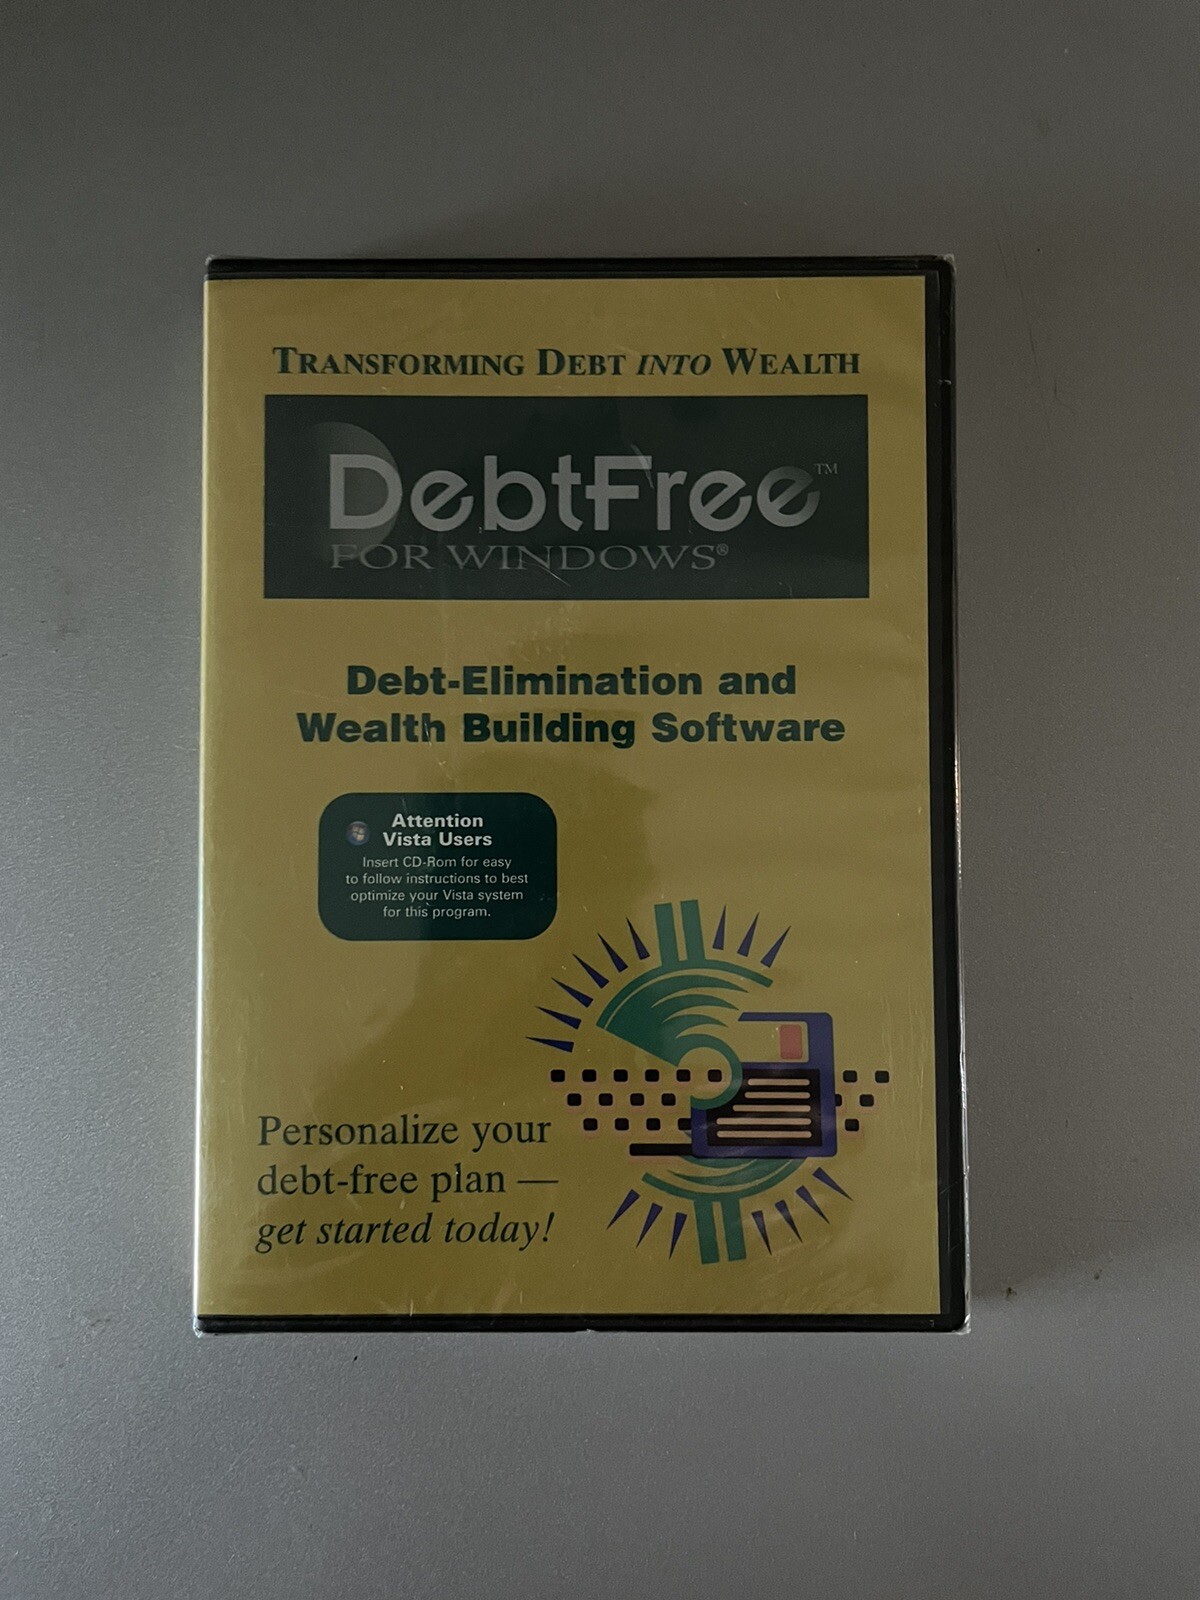 TRANSFORMING DEBT INTO WEALTH
DebtFree™
FOR WINDOWS®
Debt-Elimination and
Wealth Building Software
Attention
Vista Users
Insert CD-Rom for easy
to follow instructions to best
optimize your Vista system
for this program.
Personalize your
debt-free plan —
get started today!